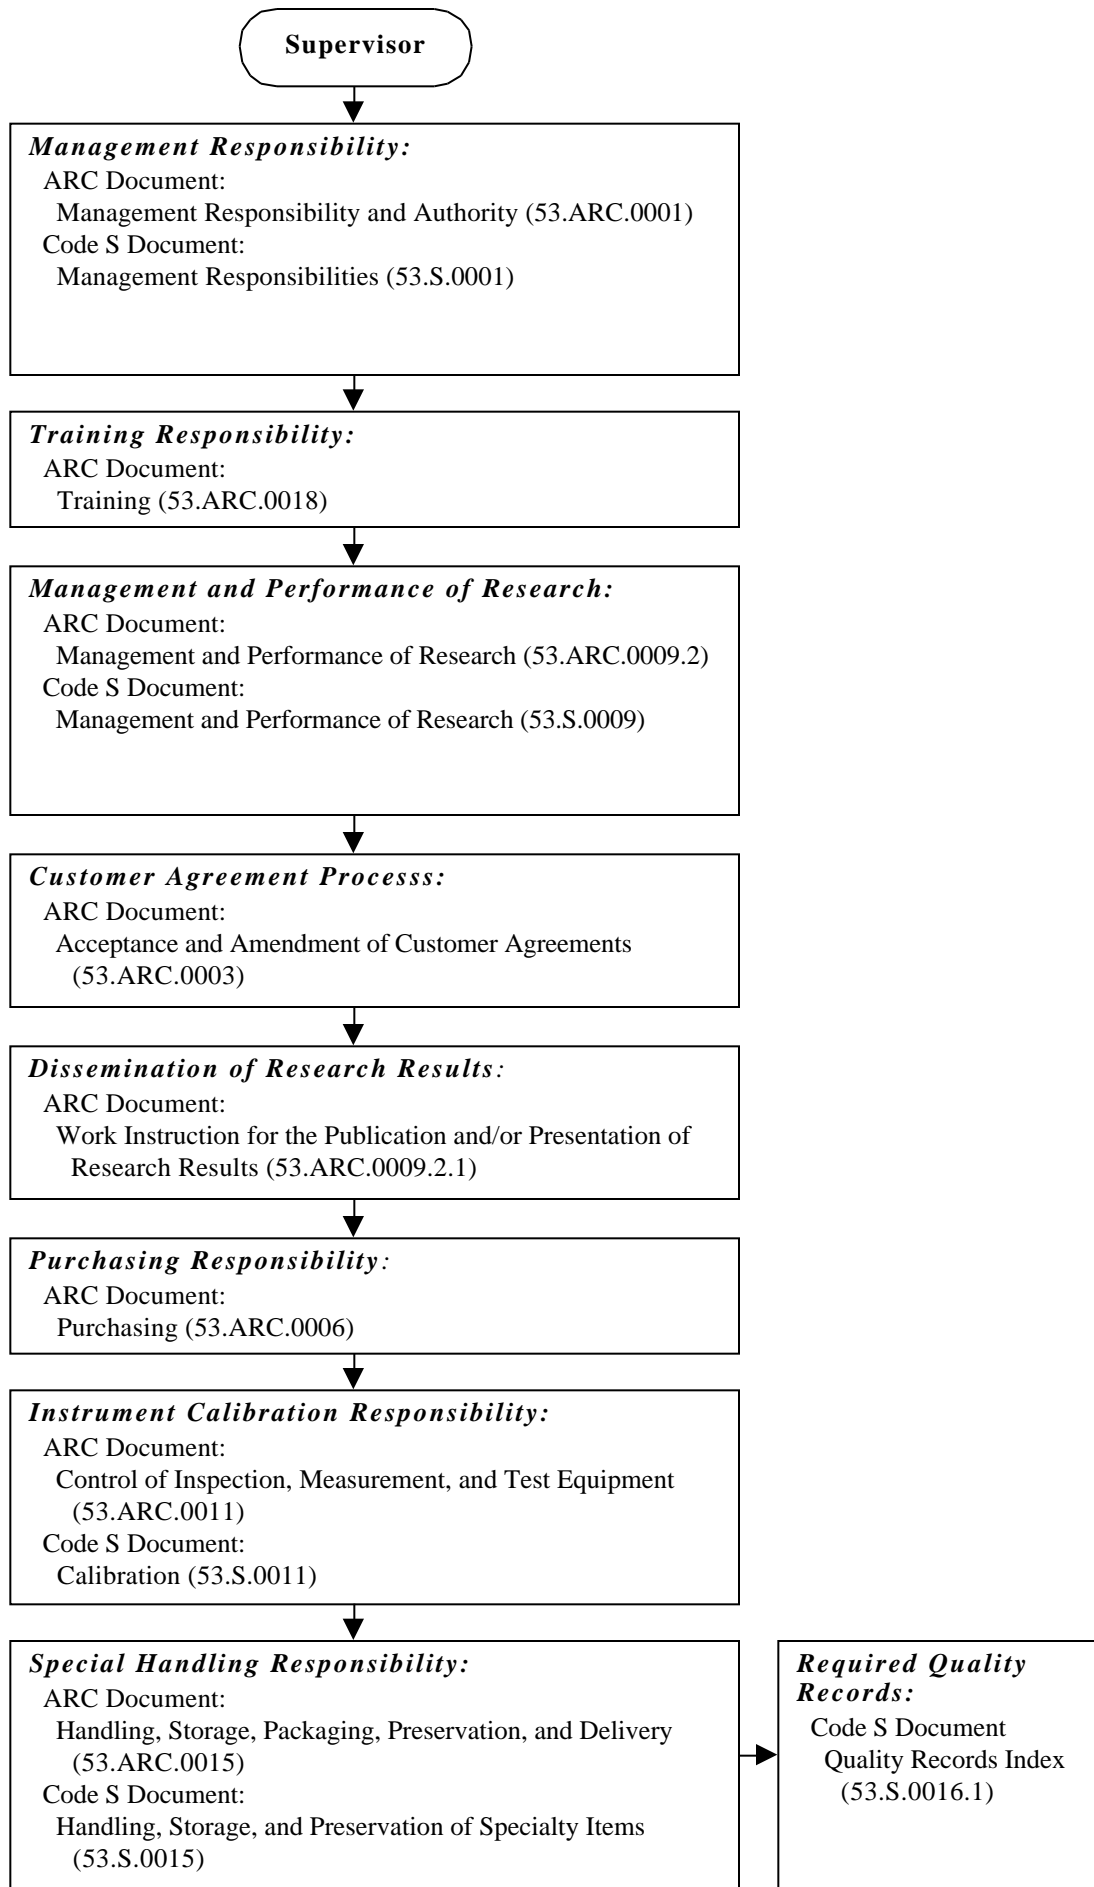 Supervisor
Management Responsibility:
ARC Document:
Management Responsibility and Authority (53.ARC.0001)
Code S Document:
Management Responsibilities (53.S.0001)
Training Responsibility:
ARC Document:
Training (53.ARC.0018)
Management and Performance of Research:
ARC Document:
Management and Performance of Research (53.ARC.0009.2)
Code S Document:
Management and Performance of Research (53.S.0009)
Customer Agreement Processs:
ARC Document:
Acceptance and Amendment of Customer Agreements
(53.ARC.0003)
Dissemination of Research Results:
ARC Document:
Work Instruction for the Publication and/or Presentation of
Research Results (53.ARC.0009.2.1)
Purchasing Responsibility:
ARC Document:
Purchasing (53.ARC.0006)
Instrument Calibration Responsibility:
ARC Document:
Control of Inspection, Measurement, and Test Equipment
(53.ARC.0011)
Code S Document:
Calibration (53.S.0011)
Special Handling Responsibility:
ARC Document:
Handling, Storage, Packaging, Preservation, and Delivery
(53.ARC.0015)
Code S Document:
Handling, Storage, and Preservation of Specialty Items
(53.S.0015)
Required Quality
Records:
Code S Document
Quality Records Index
(53.S.0016.1)